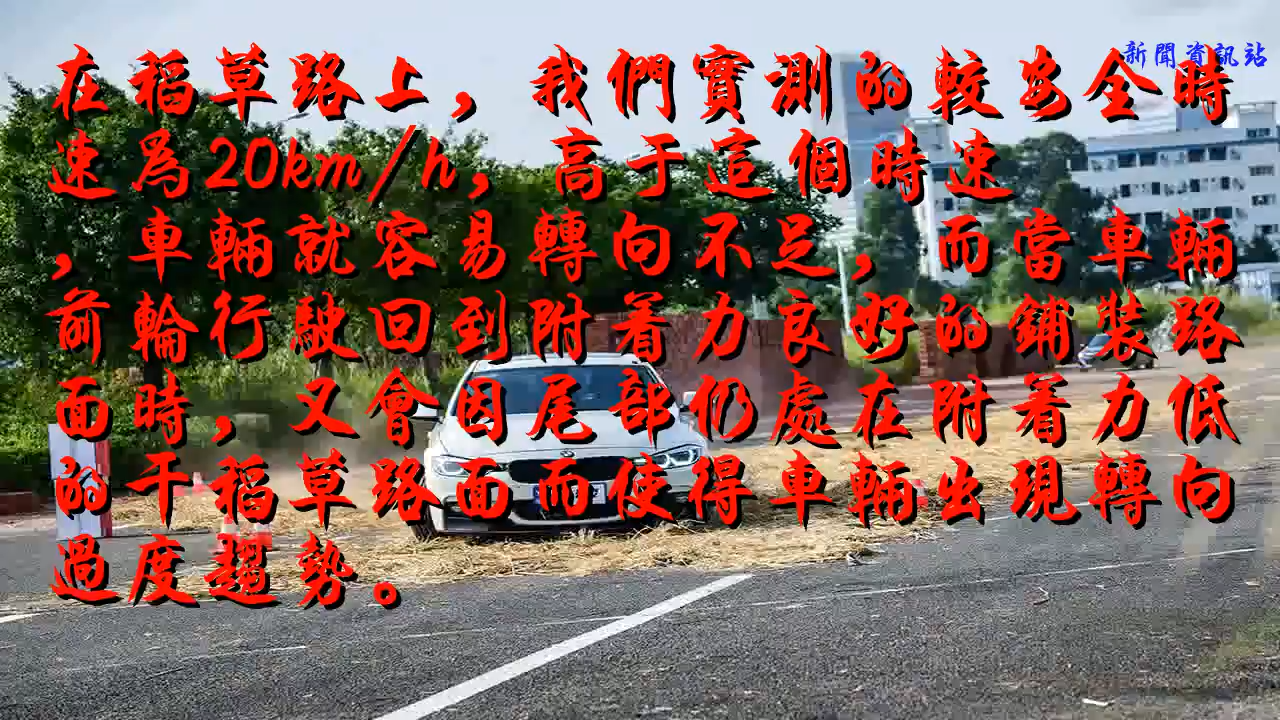 新聞資訊站
在稻草路上，我們實測的較安全時
速為20km/h，高于這個時速
，車輛就容易轉向不足，而當車輛
前輪行駛回到附着力良好的鋪裝路
面時，又會因尾部仍處在附着力低
的干稻草路面而使得車輛出現轉向
過度趨勢。